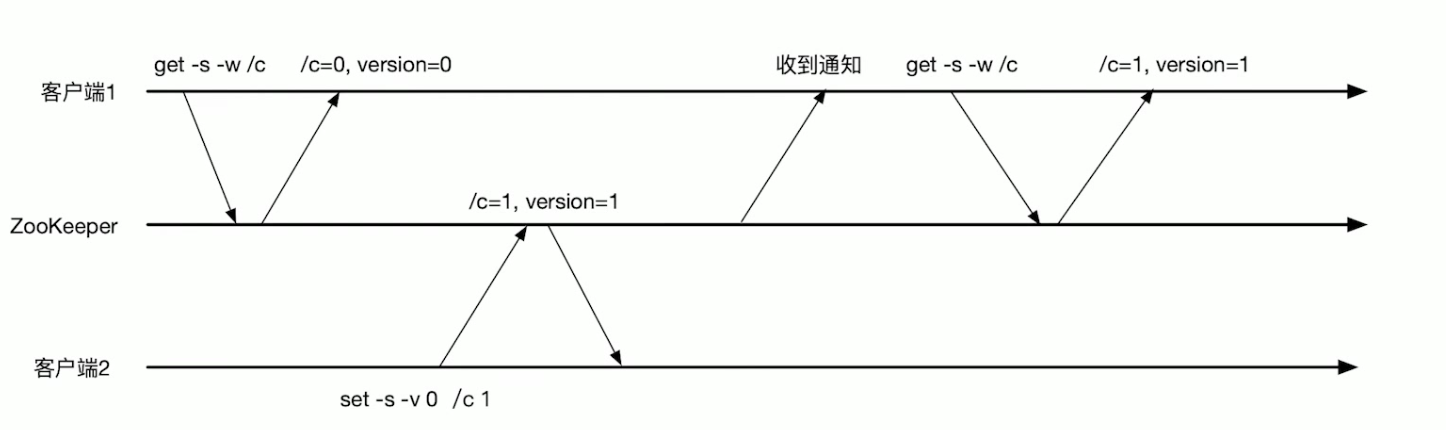 get -s -w /c
/c=0, version=0
收到通知
get -s -w /c
/c=1, version=1
客户端1
/c=1, version=1
ZooKeeper
客户端2
set -s -v 0 /c 1